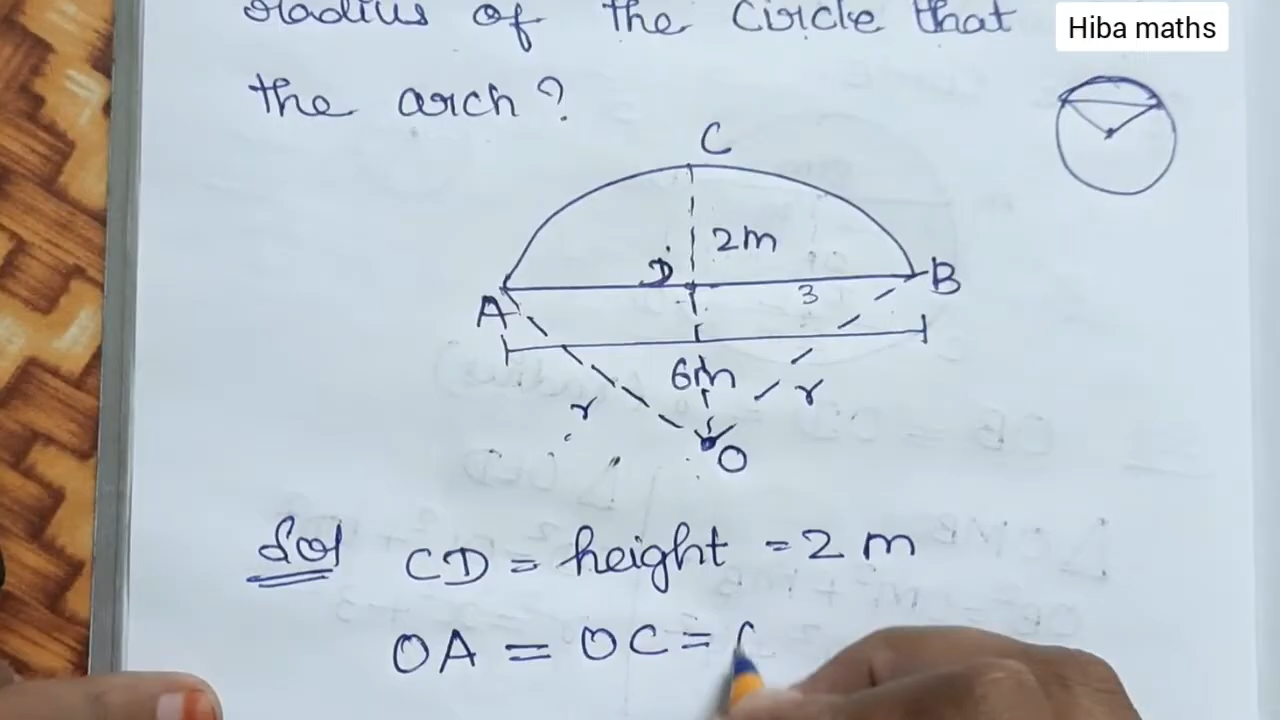 radius of the circle that
Hiba maths
the arch?
C
2m
D
B
3
A
6m
r
r
O
Sol CD = height = 2 m
OA = OC =